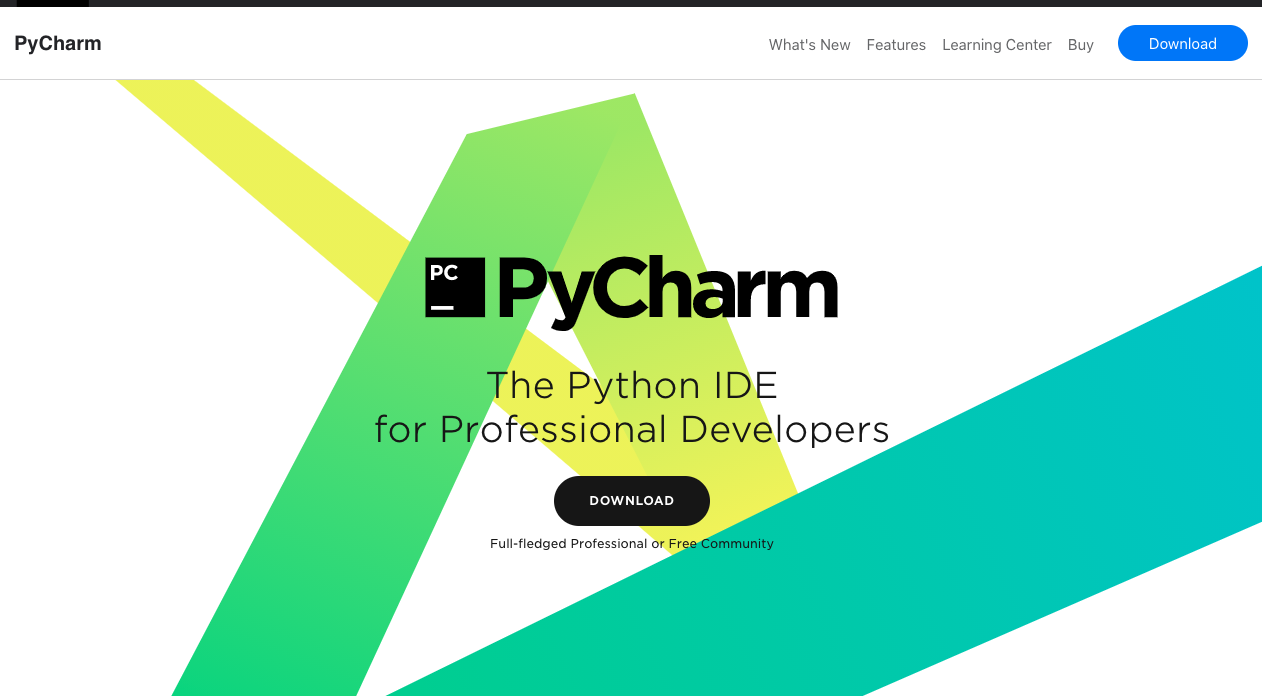 PyCharm
What's New Features Learning Center Buy Download
PC
PyCharm
The Python IDE
for Professional Developers
DOWNLOAD
Full-fledged Professional or Free Community